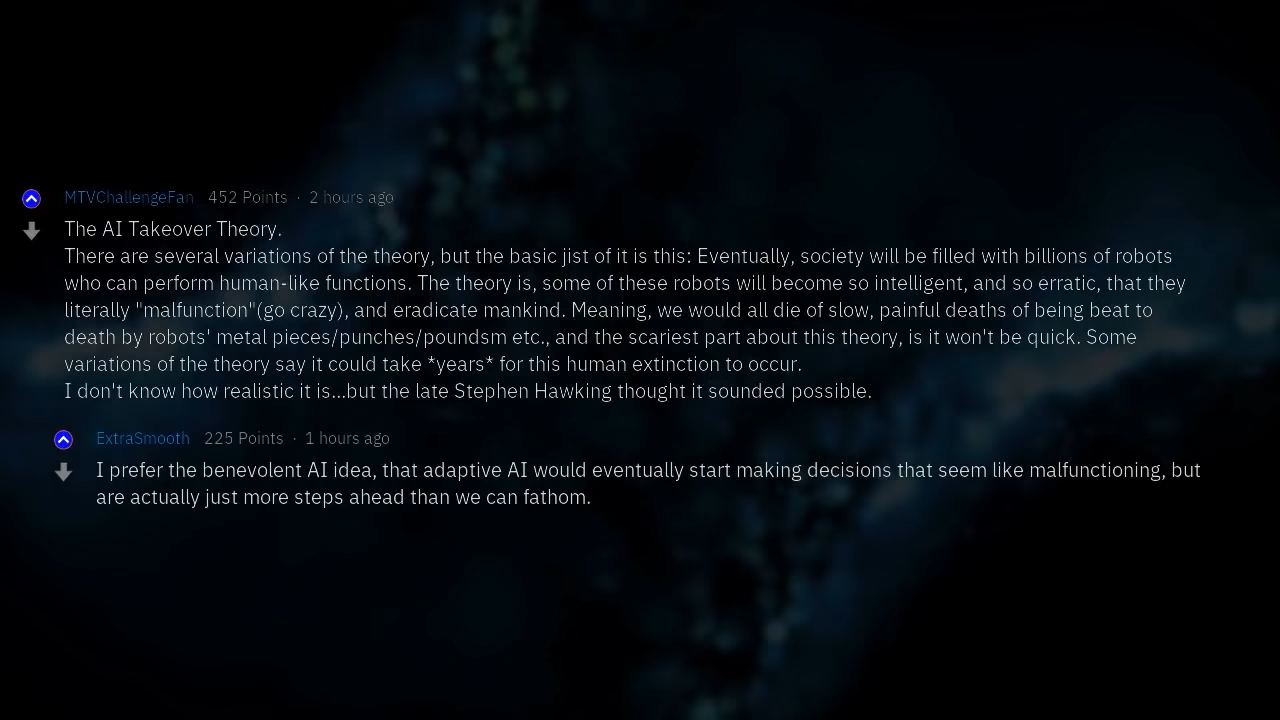 MTVChallengeFan 452 Points · 2 hours ago
The AI Takeover Theory.
There are several variations of the theory, but the basic jist of it is this: Eventually, society will be filled with billions of robots
who can perform human-like functions. The theory is, some of these robots will become so intelligent, and so erratic, that they
literally "malfunction"(go crazy), and eradicate mankind. Meaning, we would all die of slow, painful deaths of being beat to
death by robots' metal pieces/punches/poundsm etc., and the scariest part about this theory, is it won't be quick. Some
variations of the theory say it could take *years* for this human extinction to occur.
I don't know how realistic it is...but the late Stephen Hawking thought it sounded possible.
ExtraSmooth 225 Points · 1 hours ago
I prefer the benevolent AI idea, that adaptive AI would eventually start making decisions that seem like malfunctioning, but
are actually just more steps ahead than we can fathom.